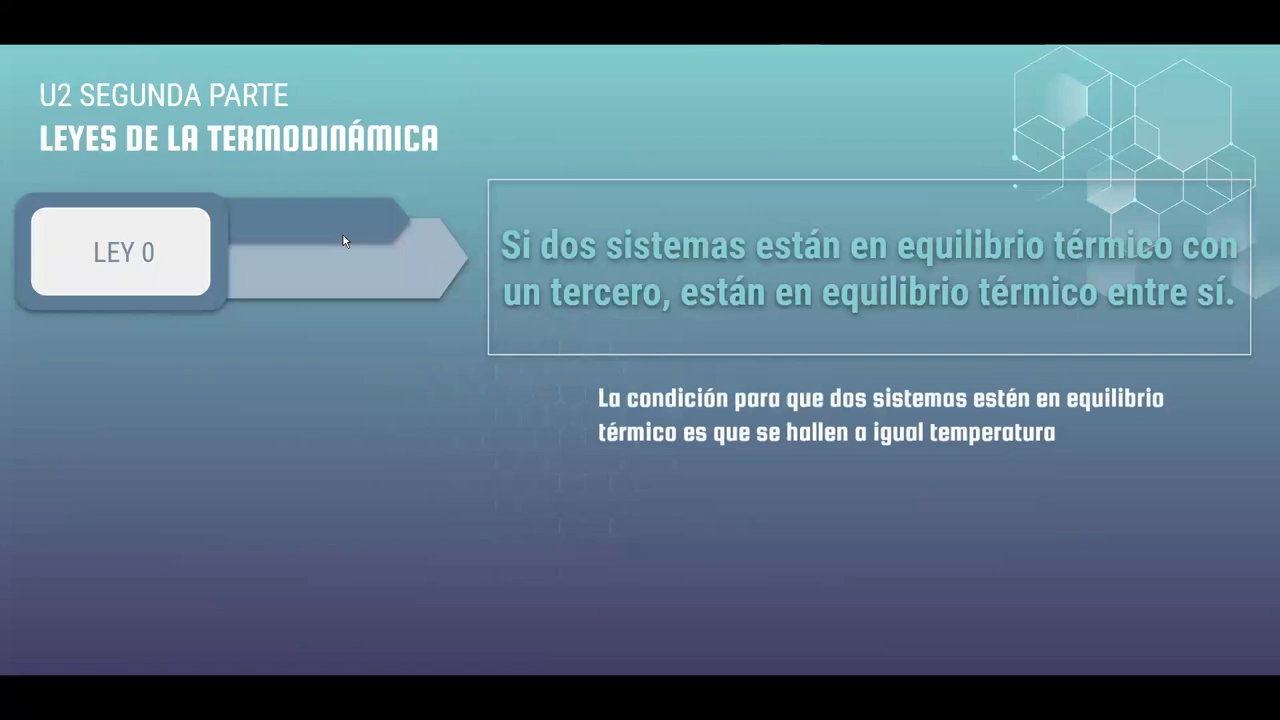 U2 SEGUNDA PARTE
LEYES DE LA TERMODINÁMICA
LEY 0
Si dos sistemas están en equilibrio térmico con
un tercero, están en equilibrio térmico entre sí.
La condición para que dos sistemas estén en equilibrio
térmico es que se hallen a igual temperatura